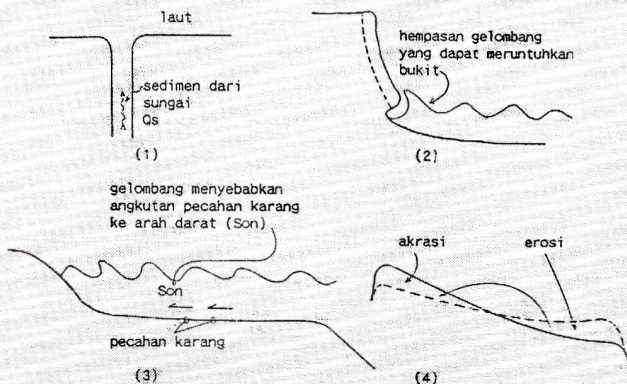 laut
sedimen dari
sungai
Qs
(1)
hempasan gelombang
yang dapat meruntuhkan
bukit
(2)
gelombang menyebabkan
angkutan pecahan karang
ke arah darat (Son)
Son
pecahan karang
(3)
akrasi
erosi
(4)